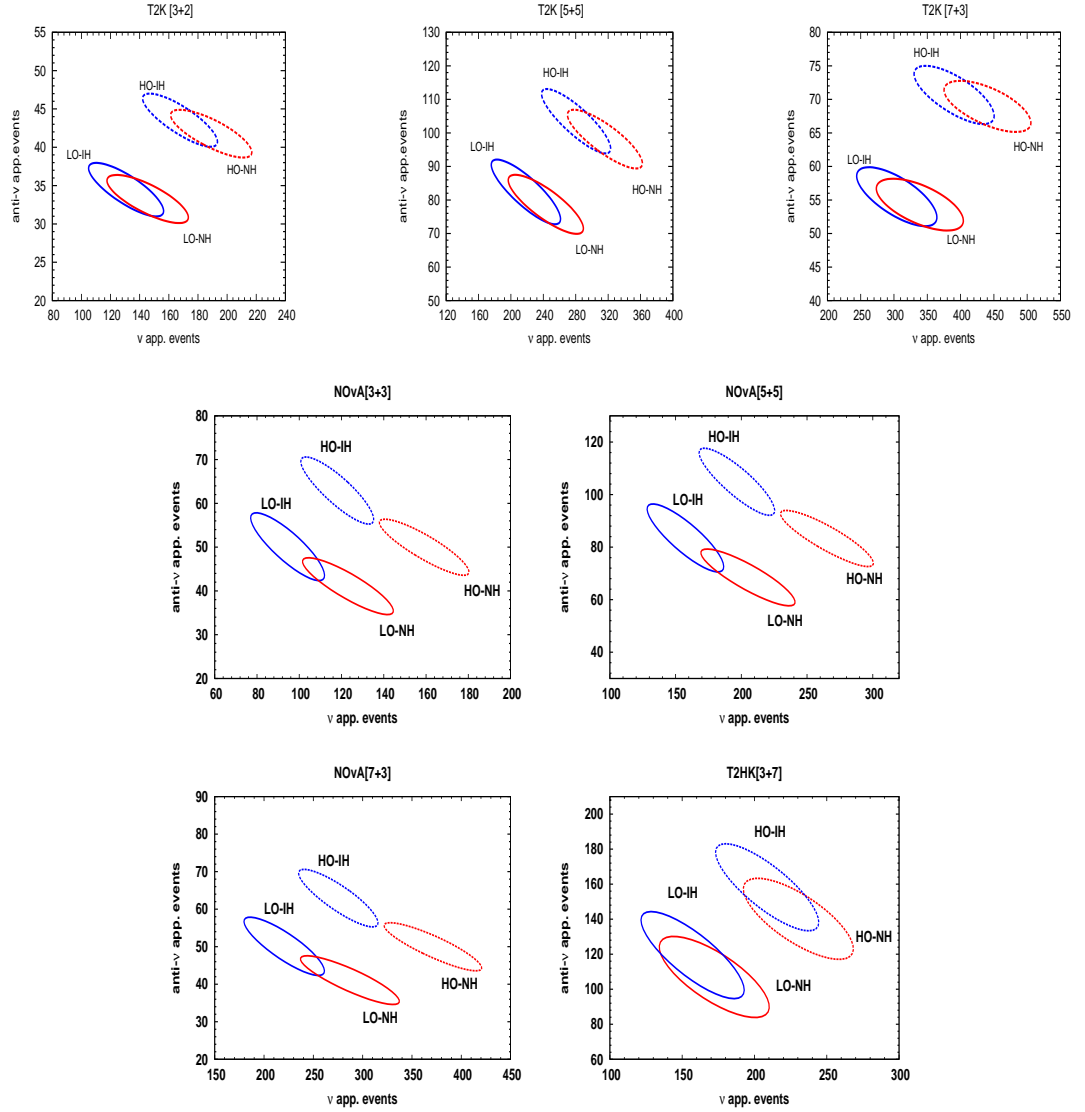 T2K [3+2]
anti-ν app.events
55
50
45
40
35
30
25
20
HO-IH
LO-IH
HO-NH
LO-NH
80 100 120 140 160 180 200 220 240
ν app. events
T2K [5+5]
anti-ν app.events
130
120
110
100
90
80
70
60
50
HO-IH
LO-IH
HO-NH
LO-NH
120 160 200 240 280 320 360 400
ν app. events
T2K [7+3]
anti-ν app.events
80
75
70
65
60
55
50
45
40
HO-IH
HO-NH
LO-IH
LO-NH
200 250 300 350 400 450 500 550
ν app. events
NOvA[3+3]
anti-ν app. events
80
70
60
50
40
30
20
HO-IH
LO-IH
HO-NH
LO-NH
60 80 100 120 140 160 180 200
ν app. events
NOvA[5+5]
anti-ν app. events
120
100
80
60
40
HO-IH
LO-IH
HO-NH
LO-NH
100 150 200 250 300
ν app. events
NOvA[7+3]
anti-ν app. events
90
80
70
60
50
40
30
20
HO-IH
LO-IH
HO-NH
LO-NH
150 200 250 300 350 400 450
ν app. events
T2HK[3+7]
anti-ν app. events
200
180
160
140
120
100
80
60
HO-IH
LO-IH
HO-NH
LO-NH
100 150 200 250 300
ν app. events